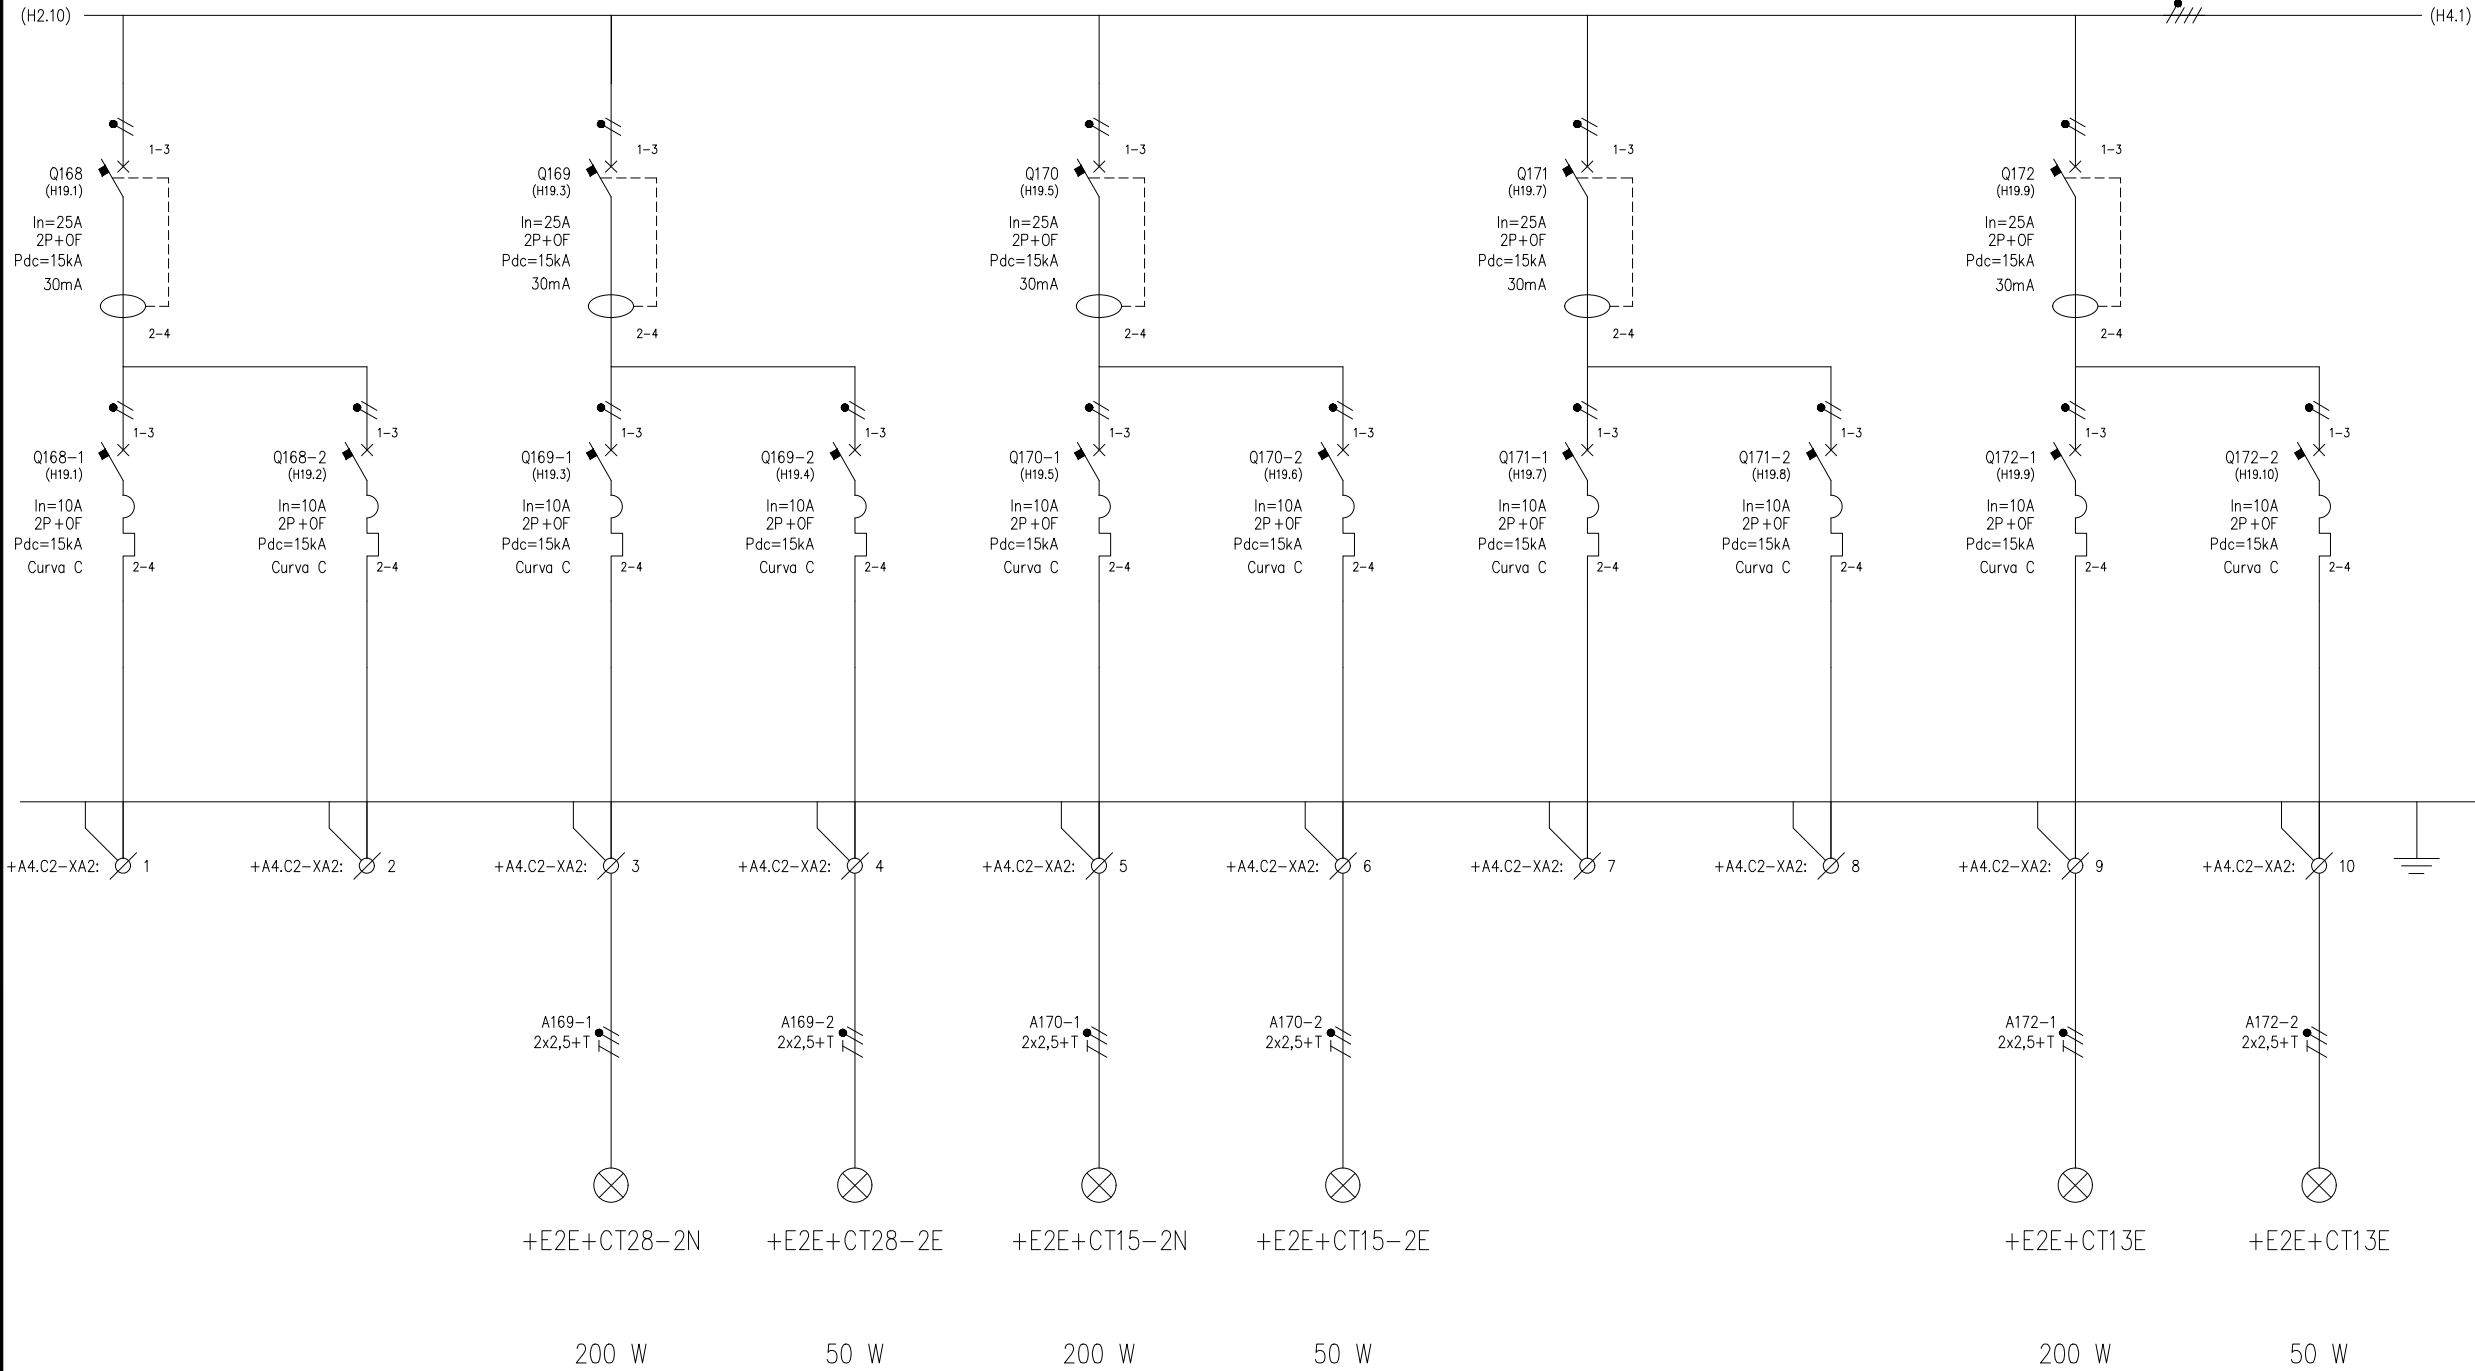 (H2.10)
(H4.1)
1-3
Q168
(H19.1)
In=25A
2P+OF
Pdc=15kA
30mA
2-4
1-3
Q169
(H19.3)
In=25A
2P+OF
Pdc=15kA
30mA
2-4
1-3
Q170
(H19.5)
In=25A
2P+OF
Pdc=15kA
30mA
2-4
1-3
Q171
(H19.7)
In=25A
2P+OF
Pdc=15kA
30mA
2-4
1-3
Q172
(H19.9)
In=25A
2P+OF
Pdc=15kA
30mA
2-4
1-3
Q168-1
(H19.1)
In=10A
2P+OF
Pdc=15kA
Curva C
2-4
1-3
Q168-2
(H19.2)
In=10A
2P+OF
Pdc=15kA
Curva C
2-4
1-3
Q169-1
(H19.3)
In=10A
2P+OF
Pdc=15kA
Curva C
2-4
1-3
Q169-2
(H19.4)
In=10A
2P+OF
Pdc=15kA
Curva C
2-4
1-3
Q170-1
(H19.5)
In=10A
2P+OF
Pdc=15kA
Curva C
2-4
1-3
Q170-2
(H19.6)
In=10A
2P+OF
Pdc=15kA
Curva C
2-4
1-3
Q171-1
(H19.7)
In=10A
2P+OF
Pdc=15kA
Curva C
2-4
1-3
Q171-2
(H19.8)
In=10A
2P+OF
Pdc=15kA
Curva C
2-4
1-3
Q172-1
(H19.9)
In=10A
2P+OF
Pdc=15kA
Curva C
2-4
1-3
Q172-2
(H19.10)
In=10A
2P+OF
Pdc=15kA
Curva C
2-4
+A4.C2-XA2: 1
+A4.C2-XA2: 2
+A4.C2-XA2: 3
+A4.C2-XA2: 4
+A4.C2-XA2: 5
+A4.C2-XA2: 6
+A4.C2-XA2: 7
+A4.C2-XA2: 8
+A4.C2-XA2: 9
+A4.C2-XA2: 10
A169-1
2x2,5+T
A169-2
2x2,5+T
A170-1
2x2,5+T
A170-2
2x2,5+T
A172-1
2x2,5+T
A172-2
2x2,5+T
+E2E+CT28-2N
+E2E+CT28-2E
+E2E+CT15-2N
+E2E+CT15-2E
+E2E+CT13E
+E2E+CT13E
200 W
50 W
200 W
50 W
200 W
50 W